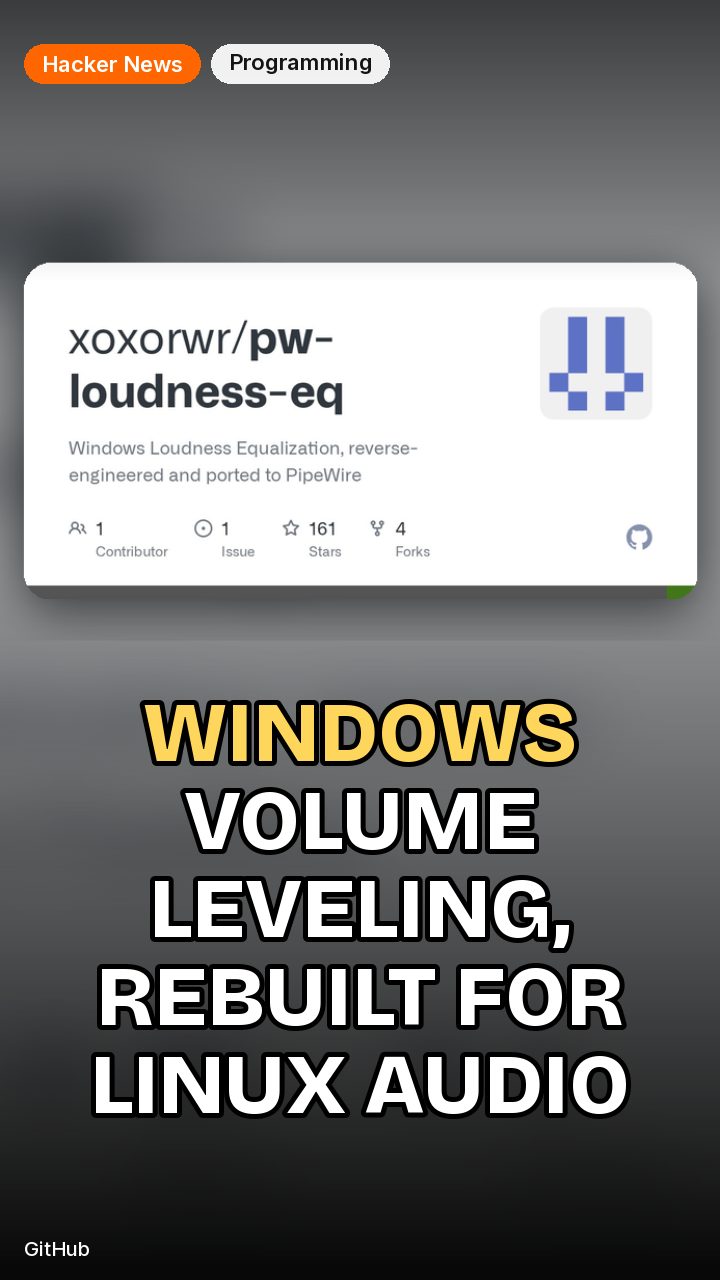 Hacker News
Programming
xoxorwr/pw-
loudness-eq
Windows Loudness Equalization, reverse-
engineered and ported to PipeWire
1
Contributor
1
Issue
161
Stars
4
Forks
WINDOWS
VOLUME
LEVELING,
REBUILT FOR
LINUX AUDIO
GitHub